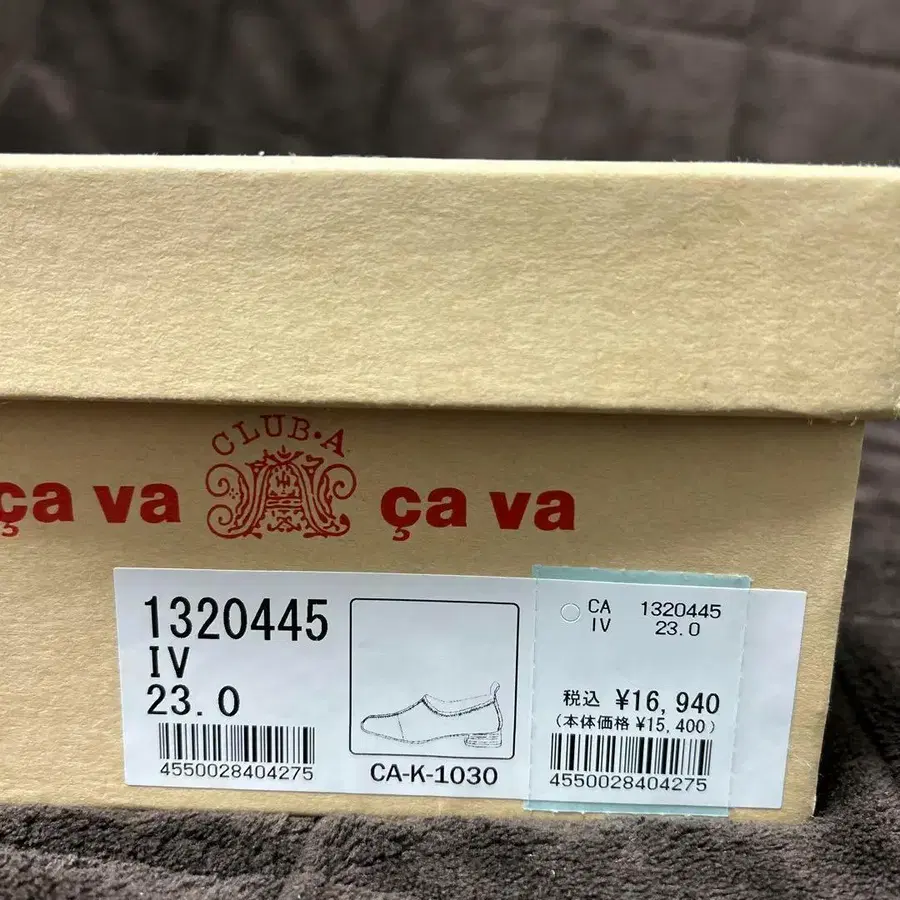 CLUB·A
ça va ça va
1320445
IV
23.0
4550028404275
CA-K-1030
CA 1320445
IV 23.0
税込 ¥16,940
(本体価格 ¥15,400)
4550028404275